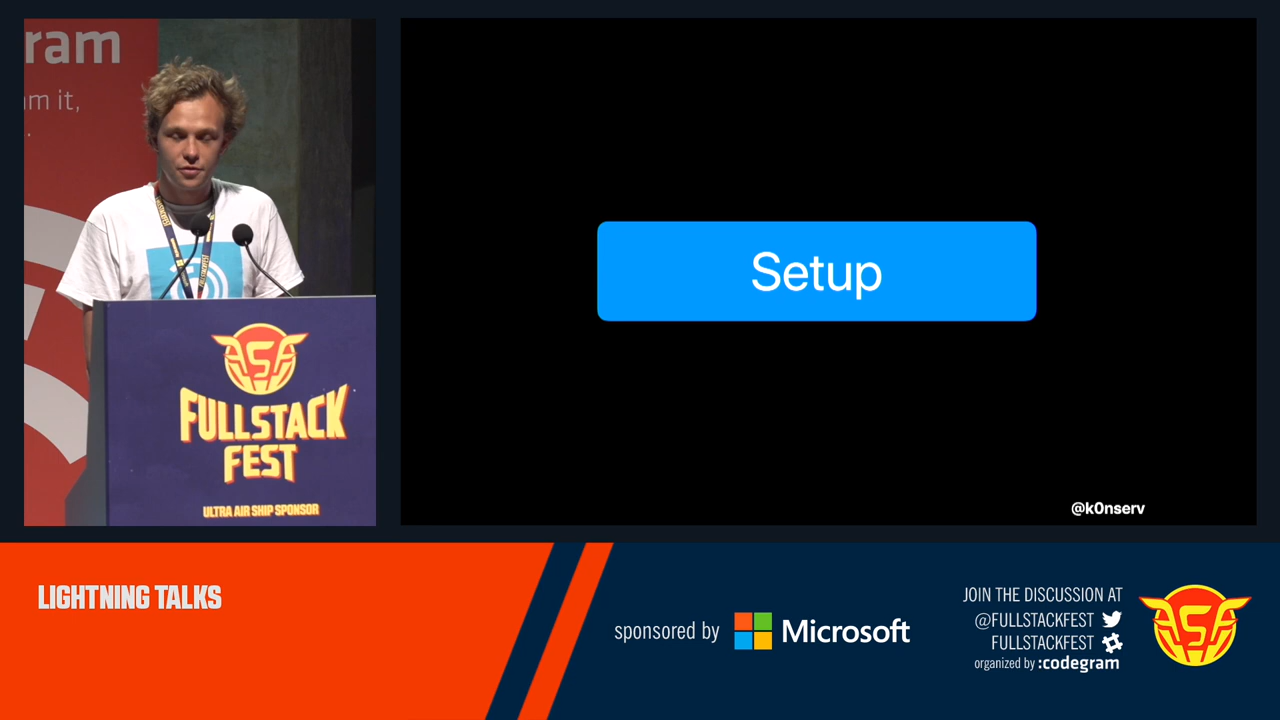 ram
m it,
Setup
@k0nserv
FULLSTACK
FEST
ULTRA AIR SHIP SPONSOR
LIGHTNING TALKS
sponsored by Microsoft
JOIN THE DISCUSSION AT
@FULLSTACKFEST
FULLSTACKFEST
organized by :codegram